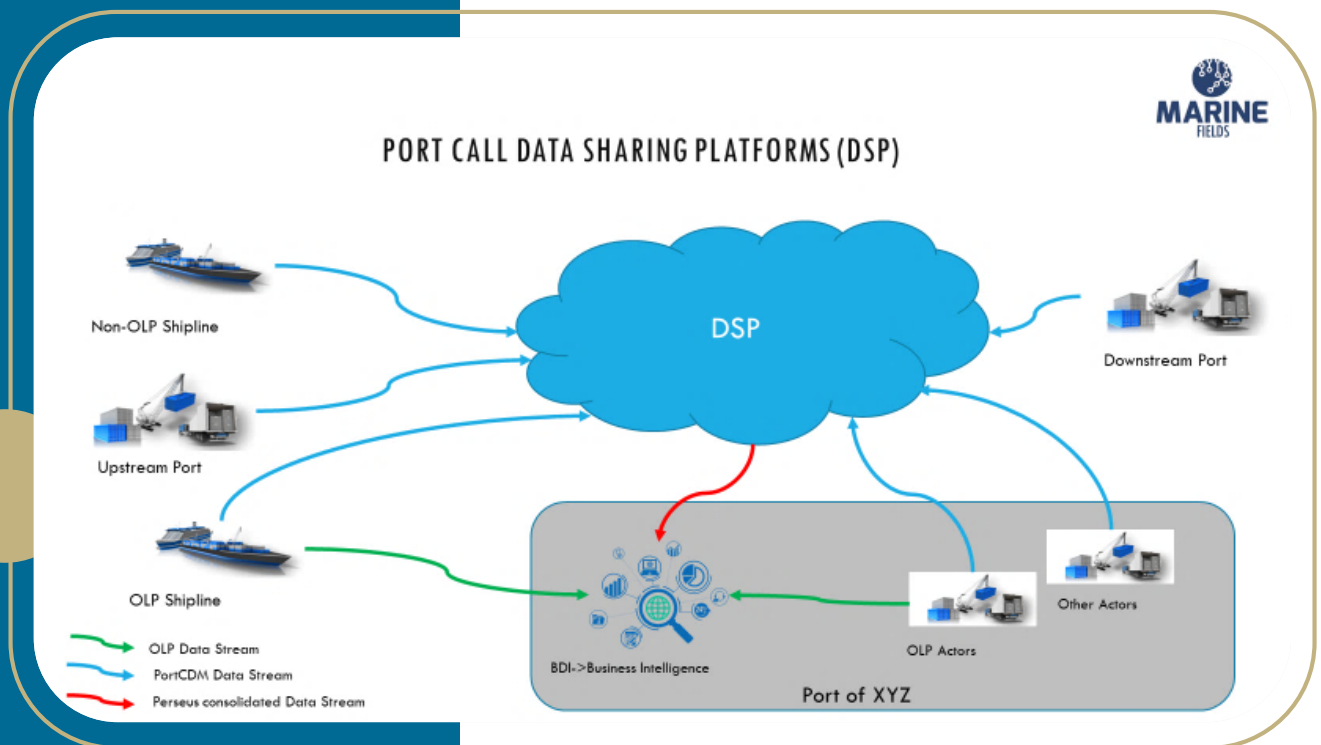 MARINE
FIELDS
PORT CALL DATA SHARING PLATFORMS (DSP)
Non-OLP Shipline
DSP
Downstream Port
Upstream Port
OLP Shipline
Other Actors
OLP Actors
BDI->Business Intelligence
Port of XYZ
OLP Data Stream
PortCDM Data Stream
Perseus consolidated Data Stream